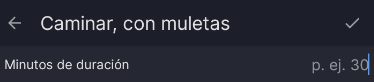 Caminar, con muletas
Minutos de duración p. ej. 30